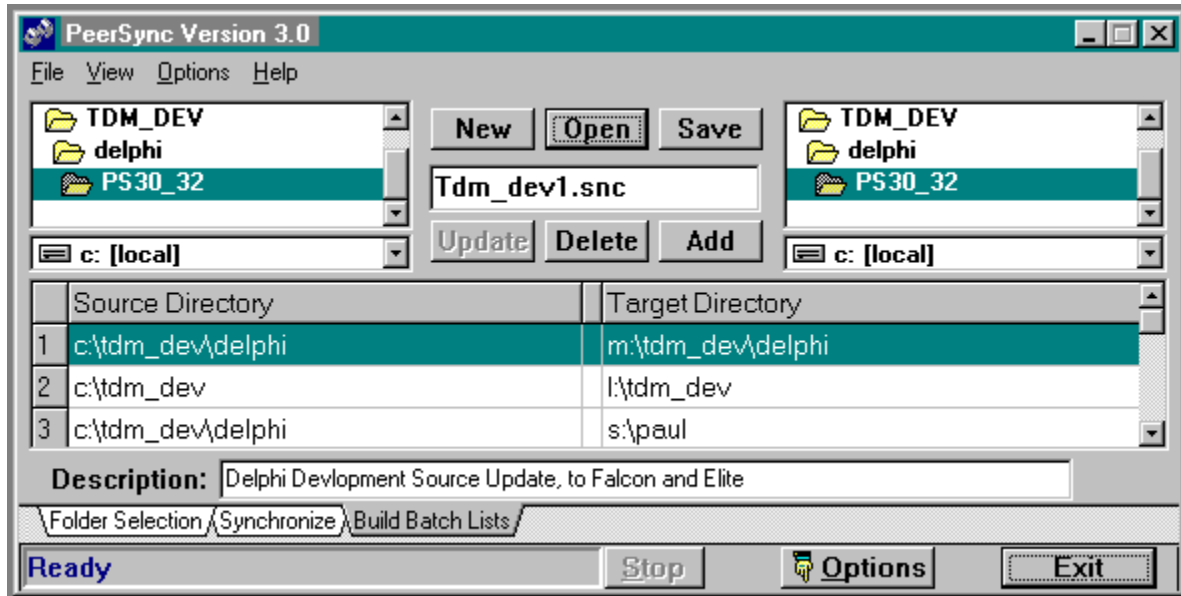 PeerSync Version 3.0
File View Options Help
TDM_DEV
delphi
PS30_32
c: [local]
New Open Save
Tdm_dev1.snc
Update Delete Add
TDM_DEV
delphi
PS30_32
c: [local]
Source Directory Target Directory
1 c:\tdm_dev\delphi m:\tdm_dev\delphi
2 c:\tdm_dev l:\tdm_dev
3 c:\tdm_dev\delphi s:\paul
Description: Delphi Devlopment Source Update, to Falcon and Elite
Folder Selection Synchronize Build Batch Lists
Ready Stop Options Exit